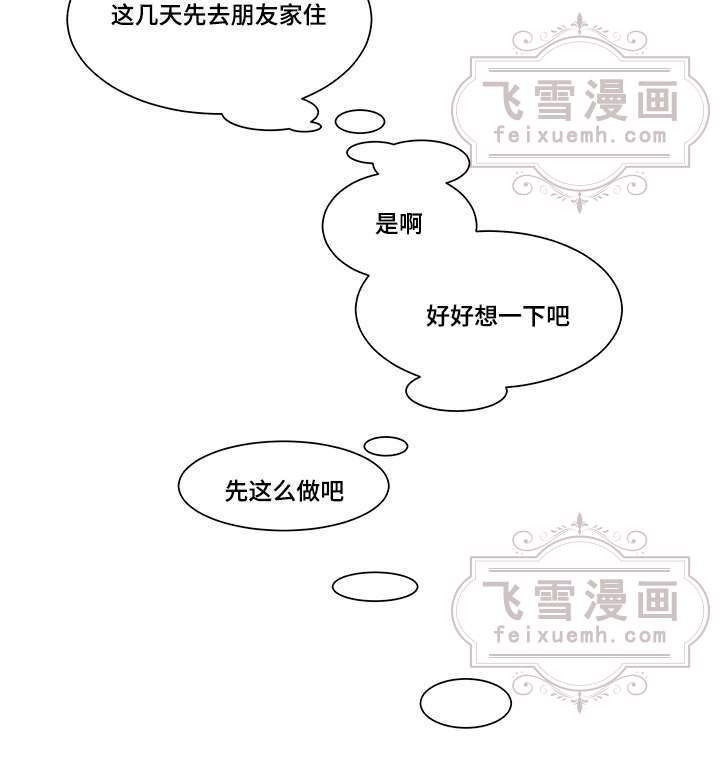 这几天先去朋友家住
飞雪漫画
feixuemh.com
是啊
好好想一下吧
先这么做吧
飞雪漫画
feixuemh.com